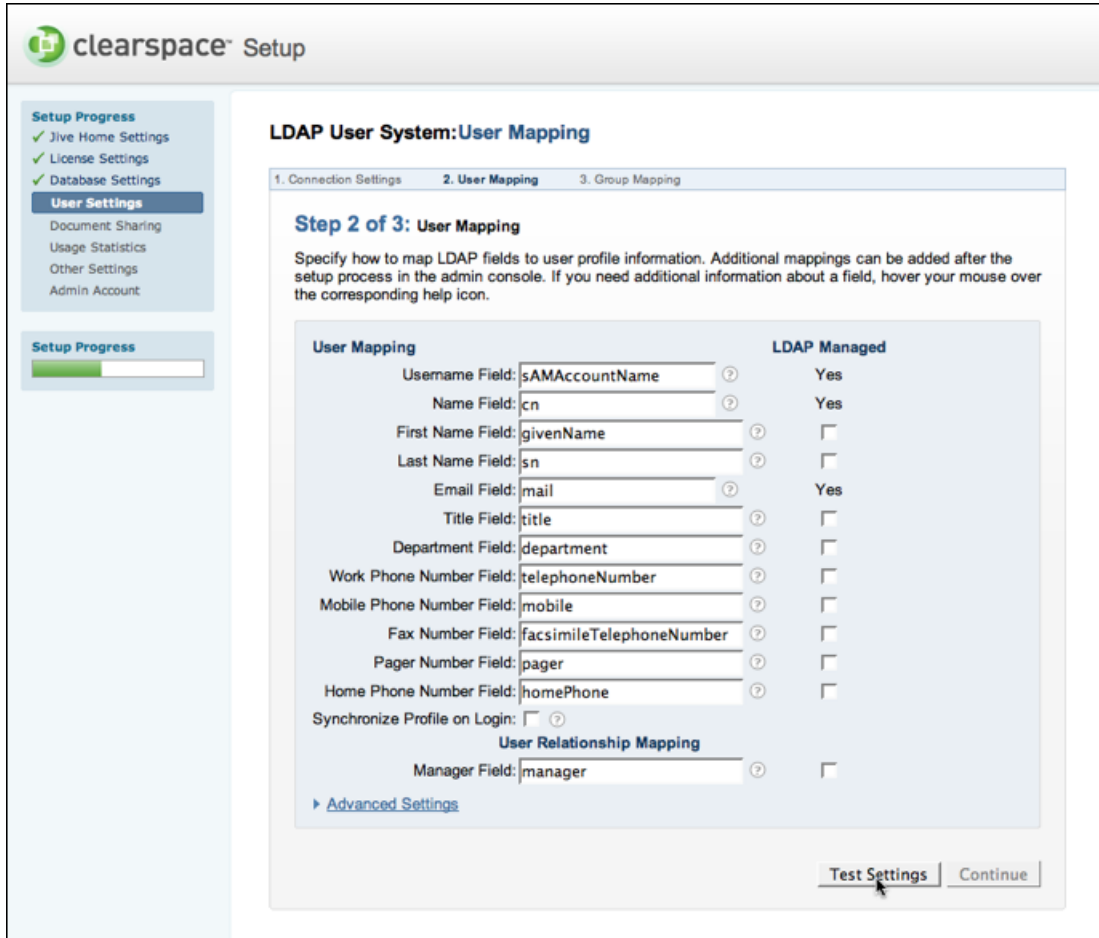 clearspace™ Setup
Setup Progress
Jive Home Settings
License Settings
Database Settings
User Settings
Document Sharing
Usage Statistics
Other Settings
Admin Account
Setup Progress
LDAP User System:User Mapping
1. Connection Settings 2. User Mapping 3. Group Mapping
Step 2 of 3: User Mapping
Specify how to map LDAP fields to user profile information. Additional mappings can be added after the
setup process in the admin console. If you need additional information about a field, hover your mouse over
the corresponding help icon.
User Mapping LDAP Managed
Username Field: sAMAccountName ? Yes
Name Field: cn ? Yes
First Name Field: givenName ?
Last Name Field: sn ?
Email Field: mail ? Yes
Title Field: title ?
Department Field: department ?
Work Phone Number Field: telephoneNumber ?
Mobile Phone Number Field: mobile ?
Fax Number Field: facsimileTelephoneNumber ?
Pager Number Field: pager ?
Home Phone Number Field: homePhone ?
Synchronize Profile on Login: ?
User Relationship Mapping
Manager Field: manager ?
Advanced Settings
Test Settings Continue